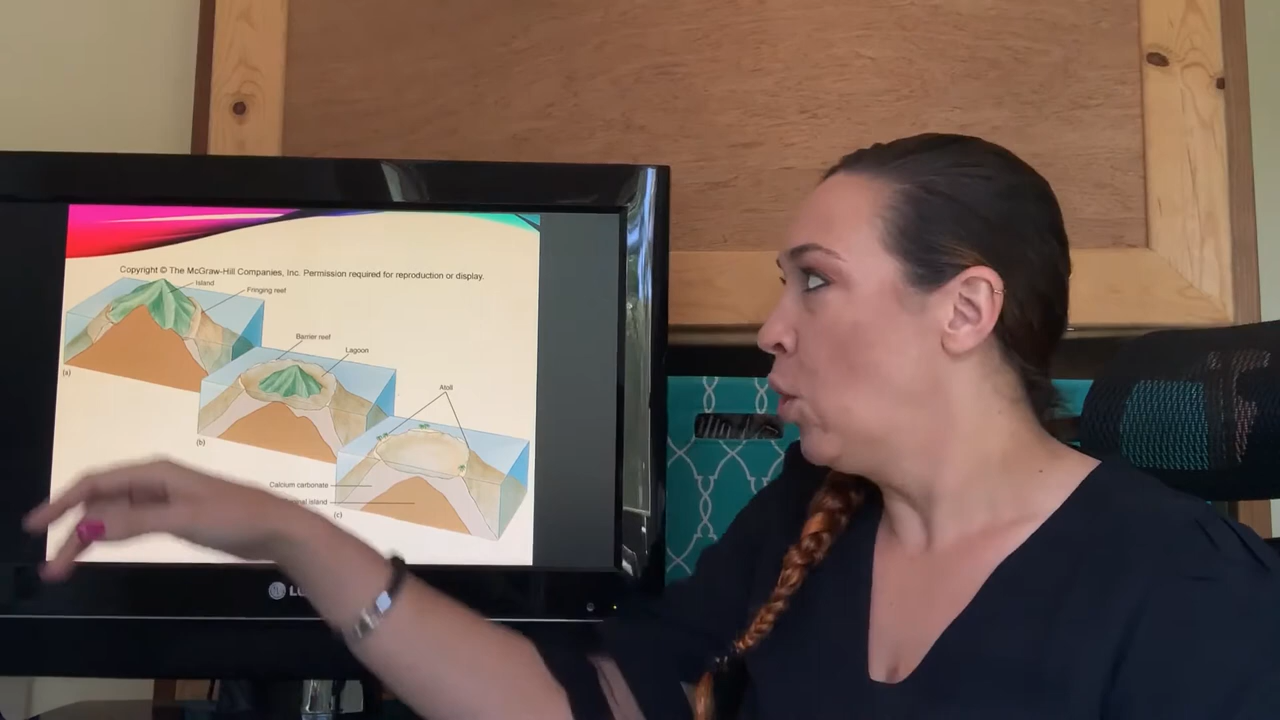 Copyright © The McGraw-Hill Companies, Inc. Permission required for reproduction or display.
Island
Fringing reef
(a)
Barrier reef
Lagoon
(b)
Atoll
Calcium carbonate
island
(c)